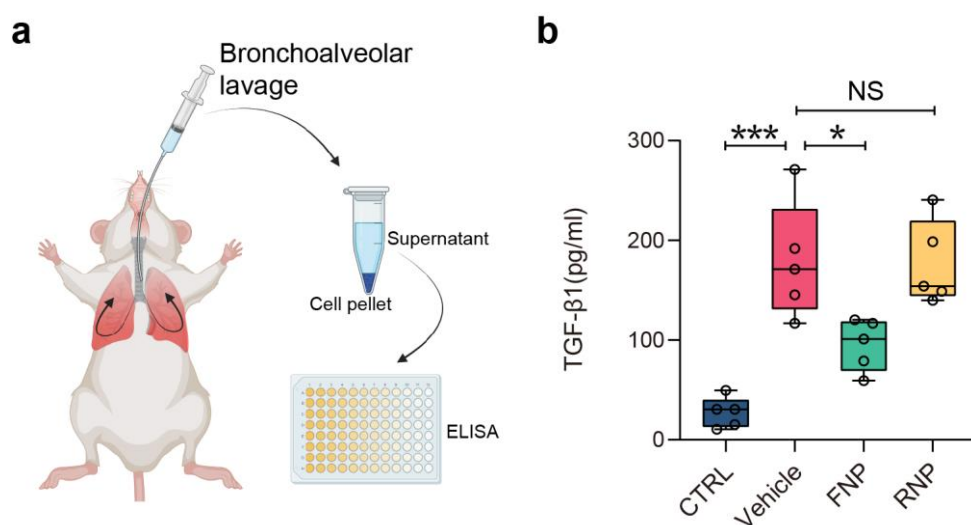 a
Bronchoalveolar
lavage
Supernatant
Cell pellet
ELISA
b
NS
***
*
TGF-β1(pg/ml)
300
200
100
0
CTRL
Vehicle
FNP
RNP